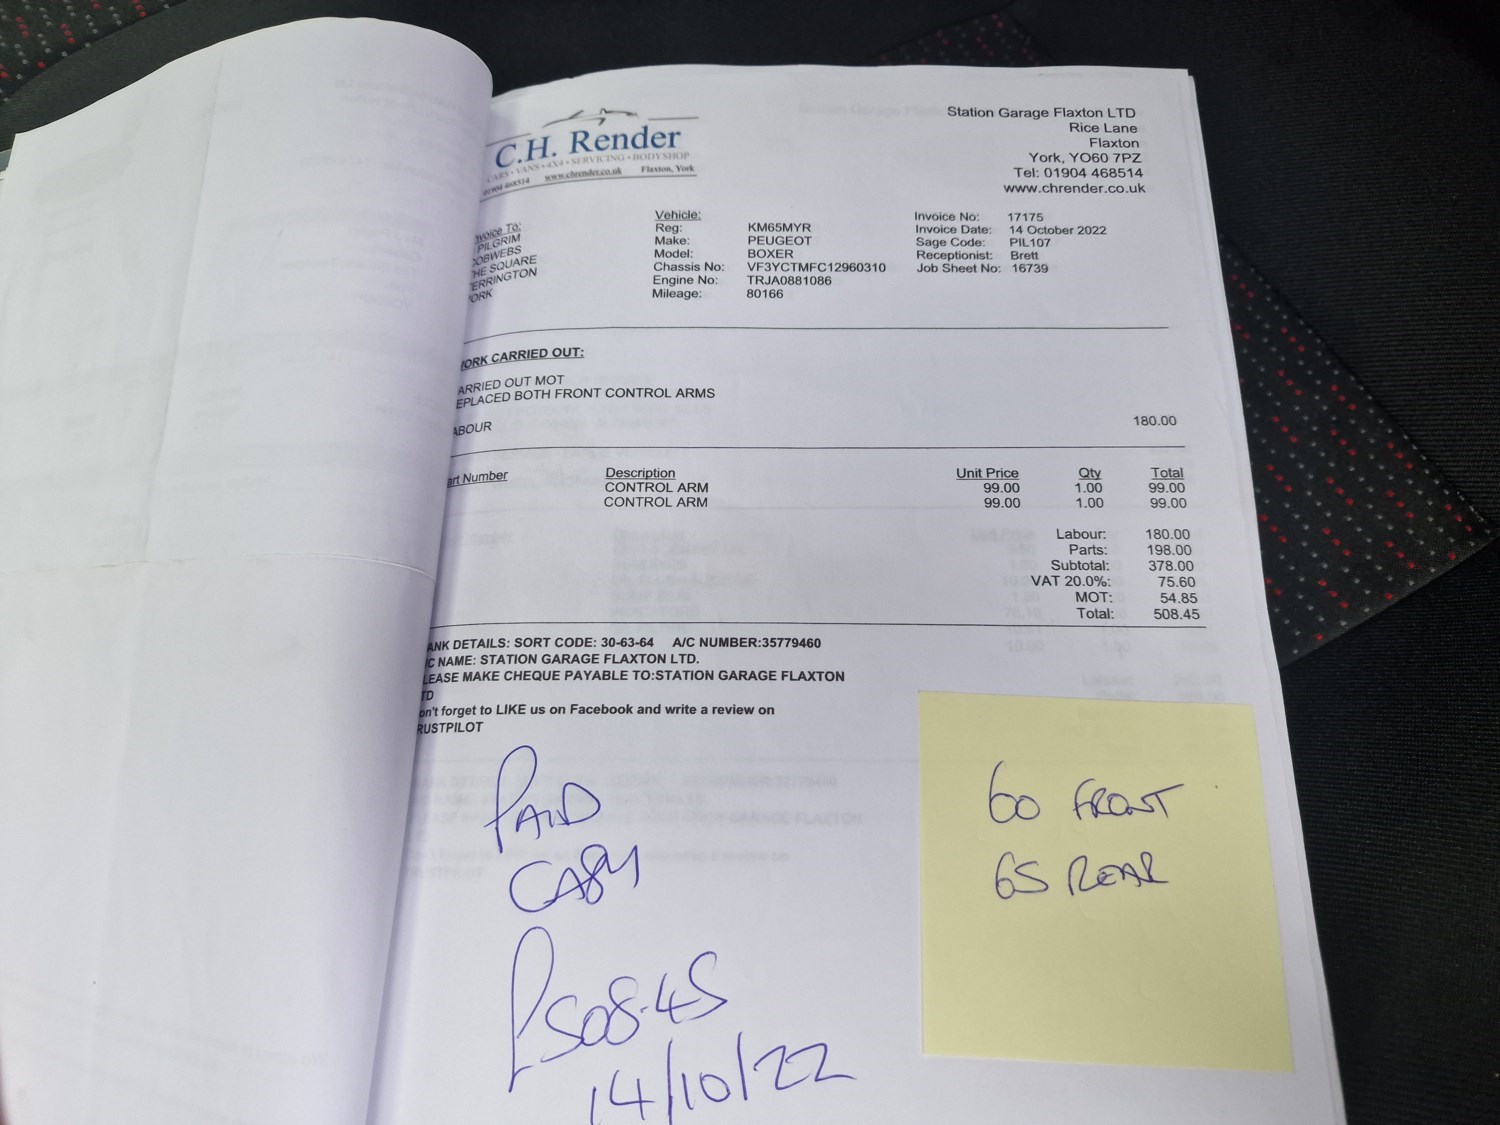 C.H. Render
CARS • VANS • 4X4 • SERVICING • BODYSHOP
01904 468514 www.chrender.co.uk Flaxton, York
Station Garage Flaxton LTD
Rice Lane
Flaxton
York, YO60 7PZ
Tel: 01904 468514
www.chrender.co.uk
nvoice To:
PILGRIM
OBWEBS
HE SQUARE
ERRINGTON
ORK
Vehicle:
Reg: KM65MYR
Make: PEUGEOT
Model: BOXER
Chassis No: VF3YCTMFC12960310
Engine No: TRJA0881086
Mileage: 80166
Invoice No: 17175
Invoice Date: 14 October 2022
Sage Code: PIL107
Receptionist: Brett
Job Sheet No: 16739
ORK CARRIED OUT:
ARRIED OUT MOT
EPLACED BOTH FRONT CONTROL ARMS
ABOUR 180.00
art Number Description Unit Price Qty Total
CONTROL ARM 99.00 1.00 99.00
CONTROL ARM 99.00 1.00 99.00
Labour: 180.00
Parts: 198.00
Subtotal: 378.00
VAT 20.0%: 75.60
MOT: 54.85
Total: 508.45
ANK DETAILS: SORT CODE: 30-63-64 A/C NUMBER:35779460
C NAME: STATION GARAGE FLAXTON LTD.
LEASE MAKE CHEQUE PAYABLE TO:STATION GARAGE FLAXTON
TD
on't forget to LIKE us on Facebook and write a review on
RUSTPILOT
PAID
CASH
£508.45
14/10/22
60 FRONT
65 REAR